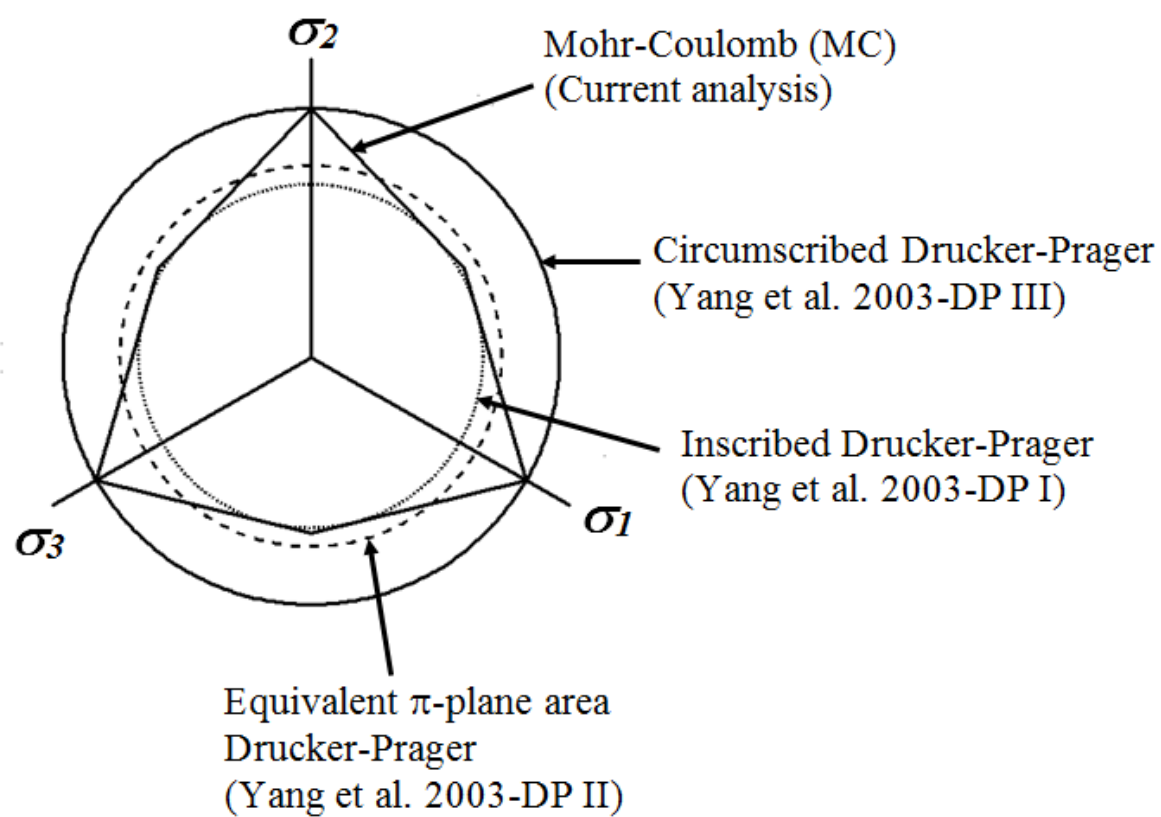 σ2
Mohr-Coulomb (MC)
(Current analysis)
Circumscribed Drucker-Prager
(Yang et al. 2003-DP III)
Inscribed Drucker-Prager
(Yang et al. 2003-DP I)
σ1
σ3
Equivalent π-plane area
Drucker-Prager
(Yang et al. 2003-DP II)